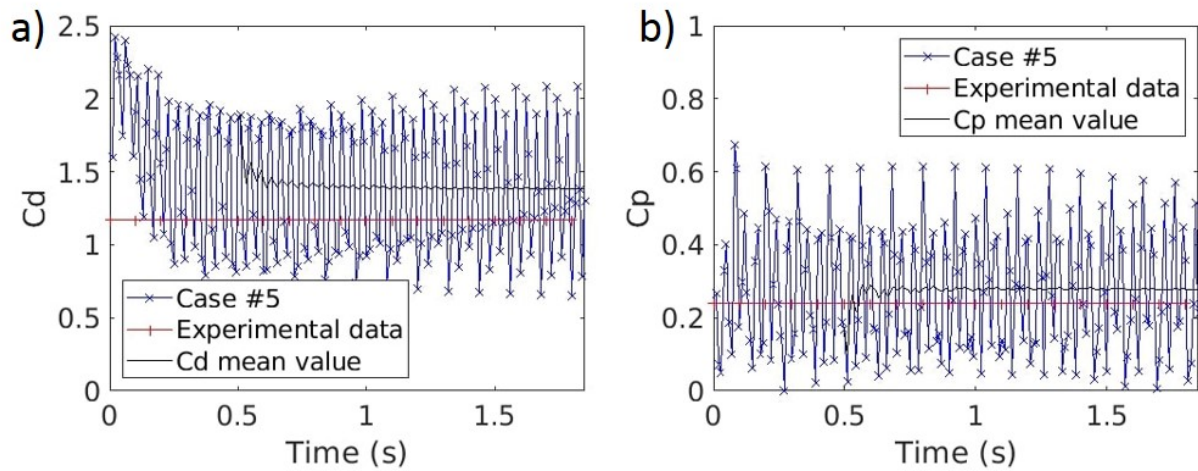 a)
2.5
2
1.5
1
0.5
0
Cd
Case #5
Experimental data
Cd mean value
0 0.5 1 1.5
Time (s)
b)
1
0.8
0.6
0.4
0.2
0
Cp
Case #5
Experimental data
Cp mean value
0 0.5 1 1.5
Time (s)